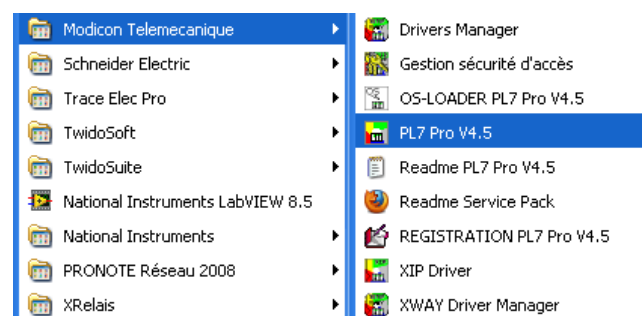 Modicon Telemecanique
Schneider Electric
Trace Elec Pro
TwidoSoft
TwidoSuite
National Instruments LabVIEW 8.5
National Instruments
PRONOTE Réseau 2008
XRelais
Drivers Manager
Gestion sécurité d'accès
OS-LOADER PL7 Pro V4.5
PL7 Pro V4.5
Readme PL7 Pro V4.5
Readme Service Pack
REGISTRATION PL7 Pro V4.5
XIP Driver
XWAY Driver Manager